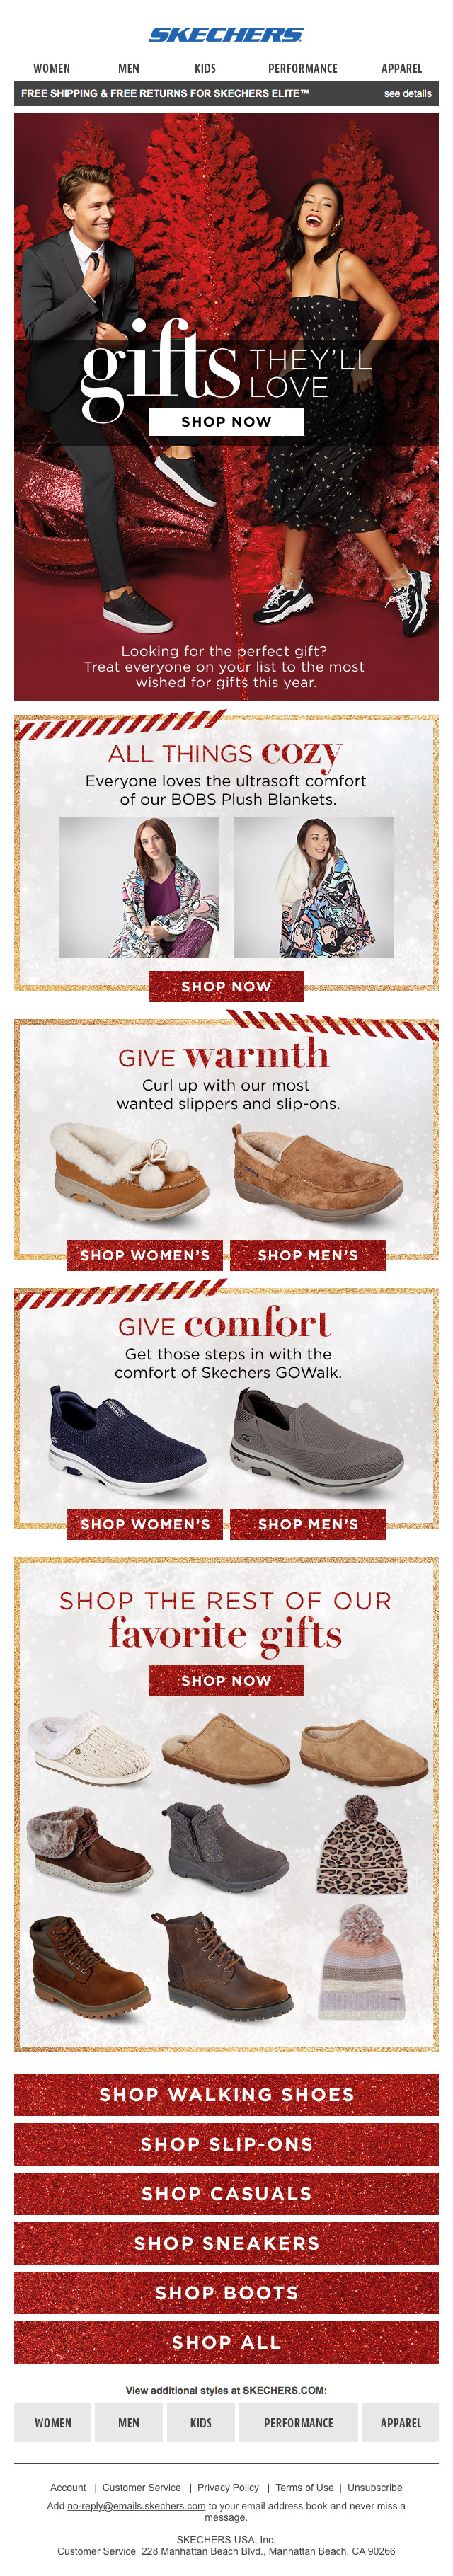 SKECHERS
WOMEN MEN KIDS PERFORMANCE APPAREL
FREE SHIPPING & FREE RETURNS FOR SKECHERS ELITE™ see details
gifts THEY'LL
LOVE
SHOP NOW
Looking for the perfect gift?
Treat everyone on your list to the most
wished for gifts this year.
ALL THINGS cozy
Everyone loves the ultrasoft comfort
of our BOBS Plush Blankets.
SHOP NOW
GIVE warmth
Curl up with our most
wanted slippers and slip-ons.
SHOP WOMEN'S SHOP MEN'S
GIVE comfort
Get those steps in with the
comfort of Skechers GOWalk.
SHOP WOMEN'S SHOP MEN'S
SHOP THE REST OF OUR
favorite gifts
SHOP NOW
SHOP WALKING SHOES
SHOP SLIP-ONS
SHOP CASUALS
SHOP SNEAKERS
SHOP BOOTS
SHOP ALL
View additional styles at SKECHERS.COM:
WOMEN MEN KIDS PERFORMANCE APPAREL
Account | Customer Service | Privacy Policy | Terms of Use | Unsubscribe
Add no-reply@emails.skechers.com to your email address book and never miss a
message.
SKECHERS USA, Inc.
Customer Service 228 Manhattan Beach Blvd., Manhattan Beach, CA 90266